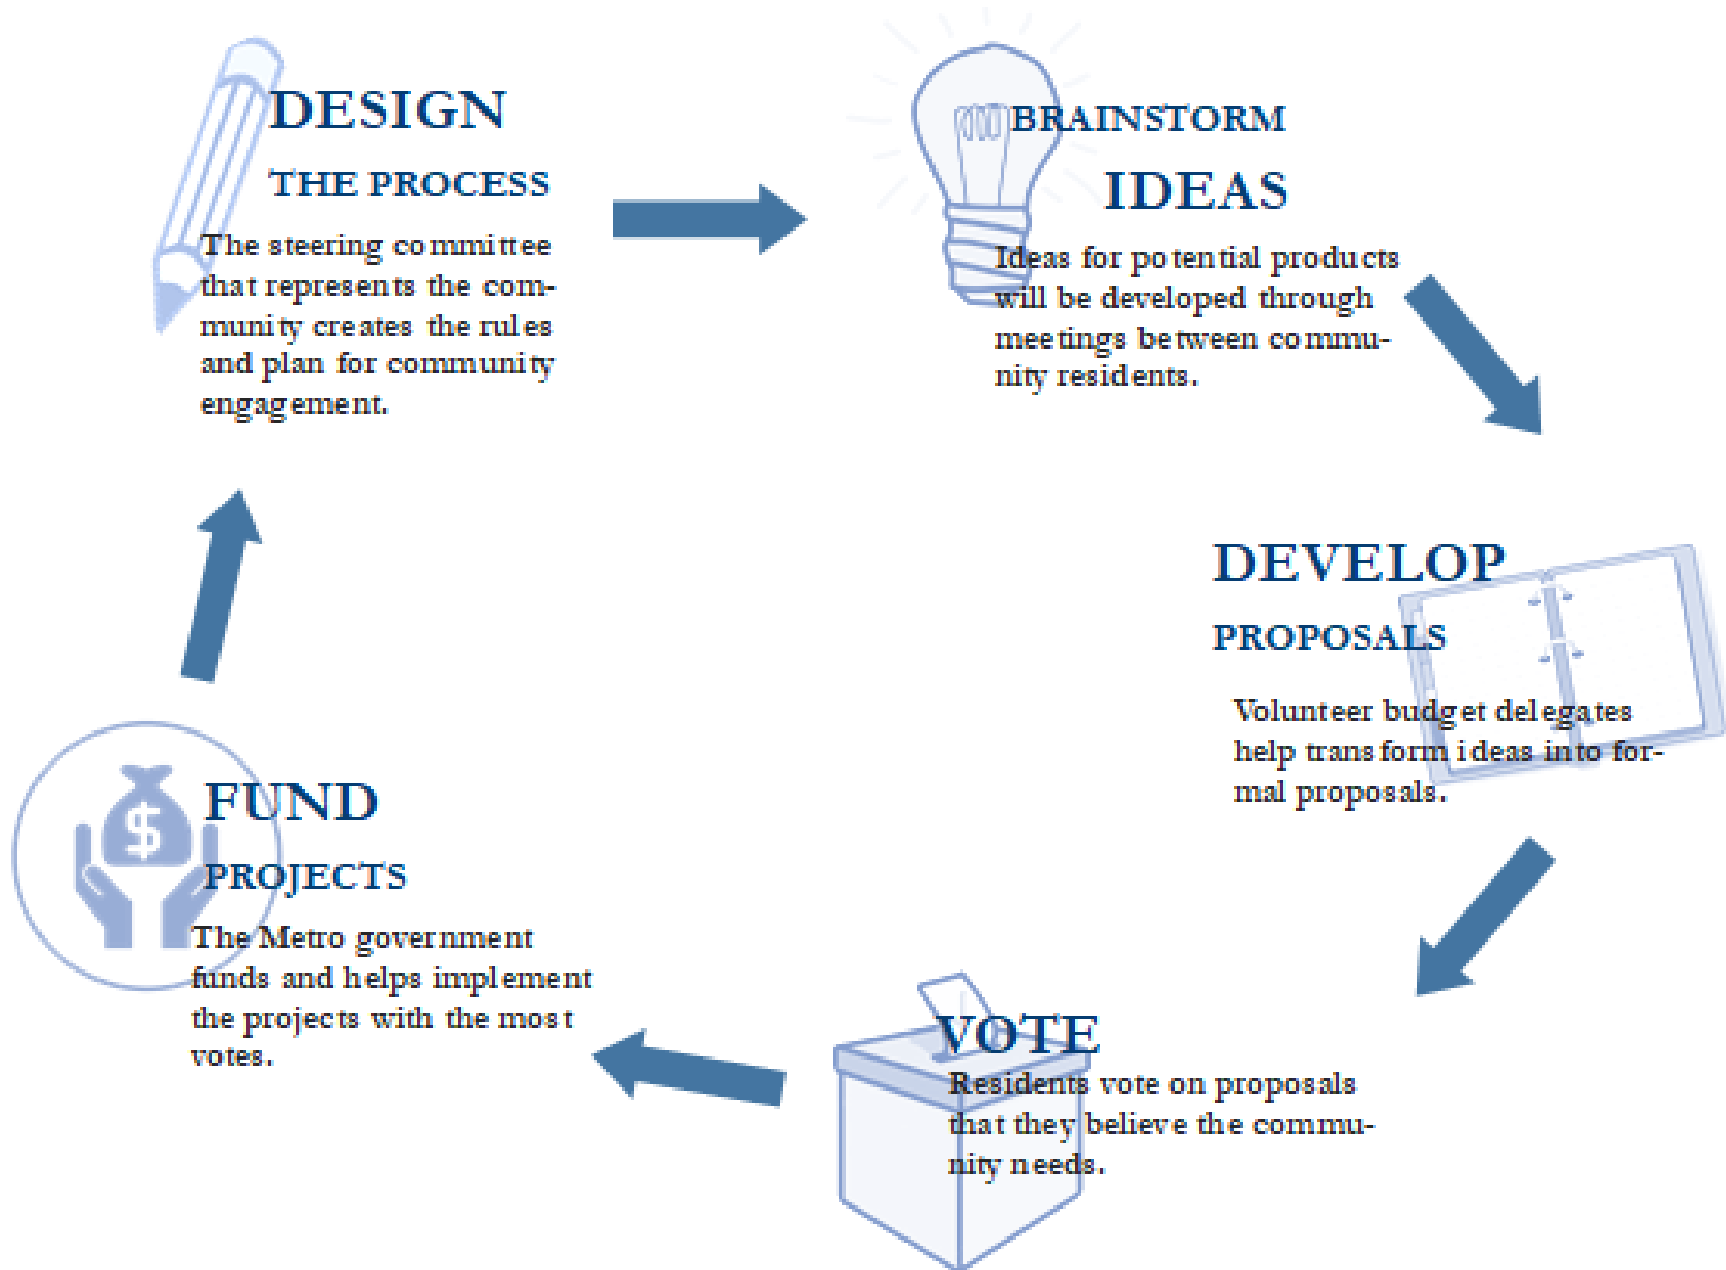 DESIGN
THE PROCESS
The steering committee
that represents the com-
munity creates the rules
and plan for community
engagement.
BRAINSTORM
IDEAS
Ideas for potential products
will be developed through
meetings between commu-
nity residents.
DEVELOP
PROPOSALS
Volunteer budget delegates
help transform ideas into for-
mal proposals.
VOTE
Residents vote on proposals
that they believe the commu-
nity needs.
FUND
PROJECTS
The Metro government
funds and helps implement
the projects with the most
votes.
$